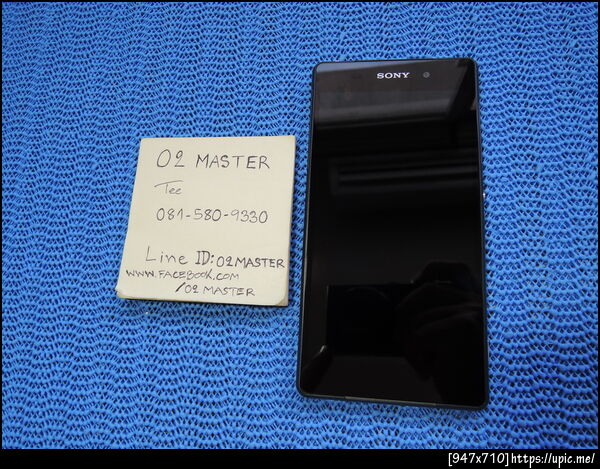 SONY
O2 MASTER
Tee
081-580-9330
Line ID: O2MASTER
WWW.FACEBOOK.COM
/O2 MASTER
[947x710]https://upic.me/